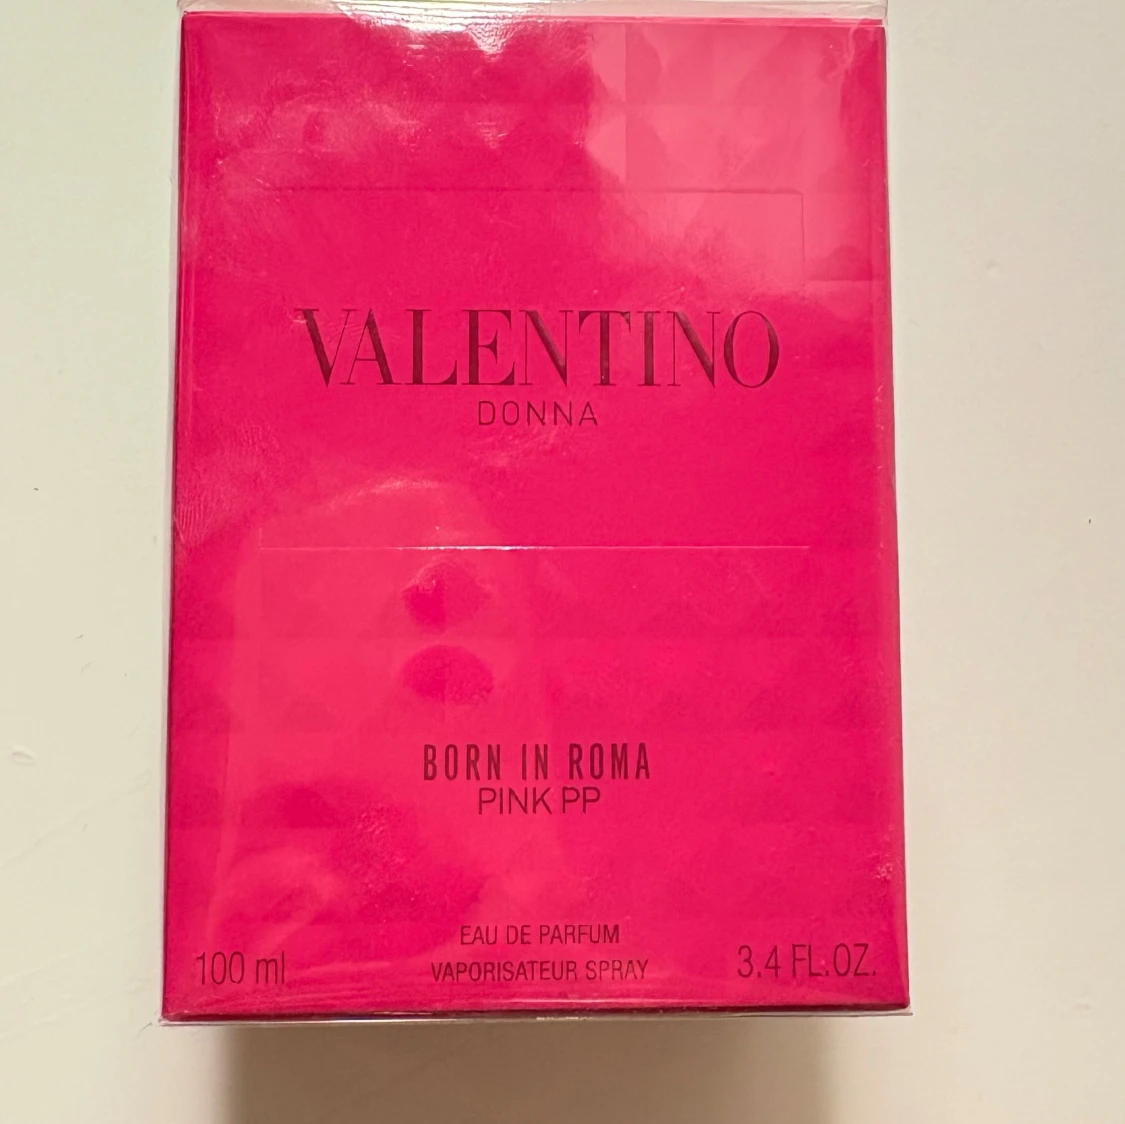 VALENTINO
DONNA
BORN IN ROMA
PINK PP
EAU DE PARFUM
100 ml
VAPORISATEUR SPRAY
3.4 FL.OZ.